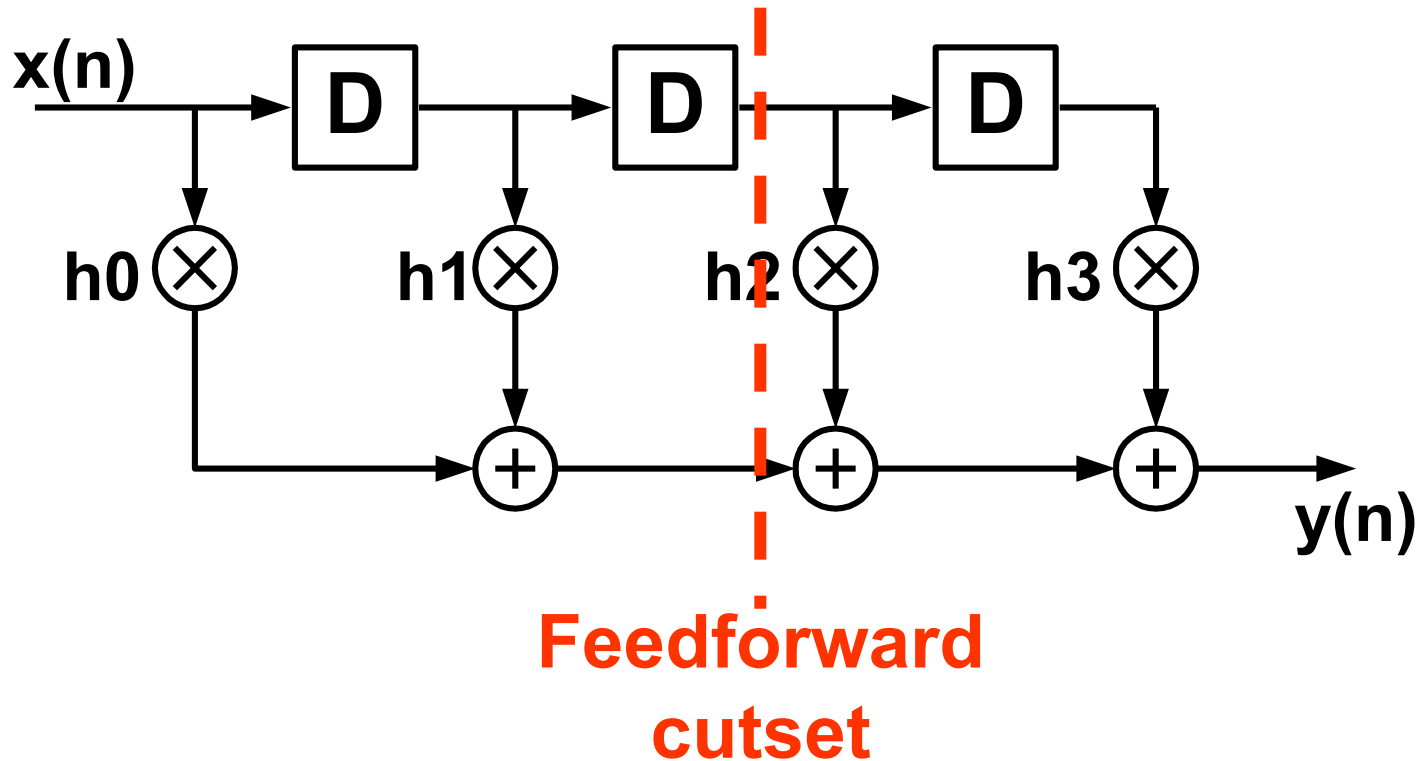 x(n)
D D D
h0 h1 h2 h3
y(n)
Feedforward
cutset